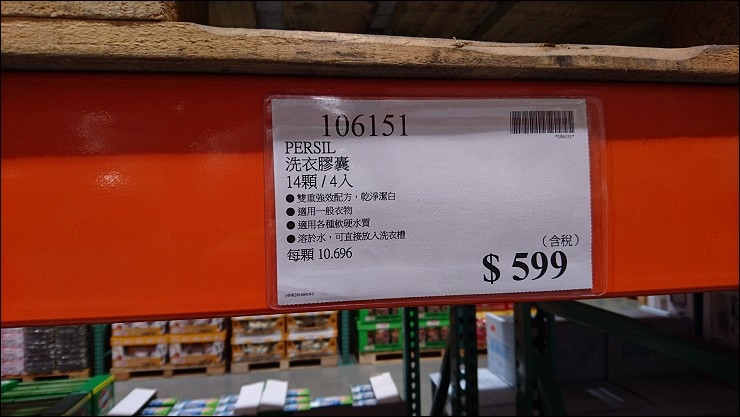 106151
*106151*
PERSIL
洗衣膠囊
14顆 / 4入
● 雙重強效配方，乾淨潔白
● 適用一般衣物
● 適用各種軟硬水質
● 溶於水，可直接放入洗衣槽
每顆 10.696
(含稅)
$ 599